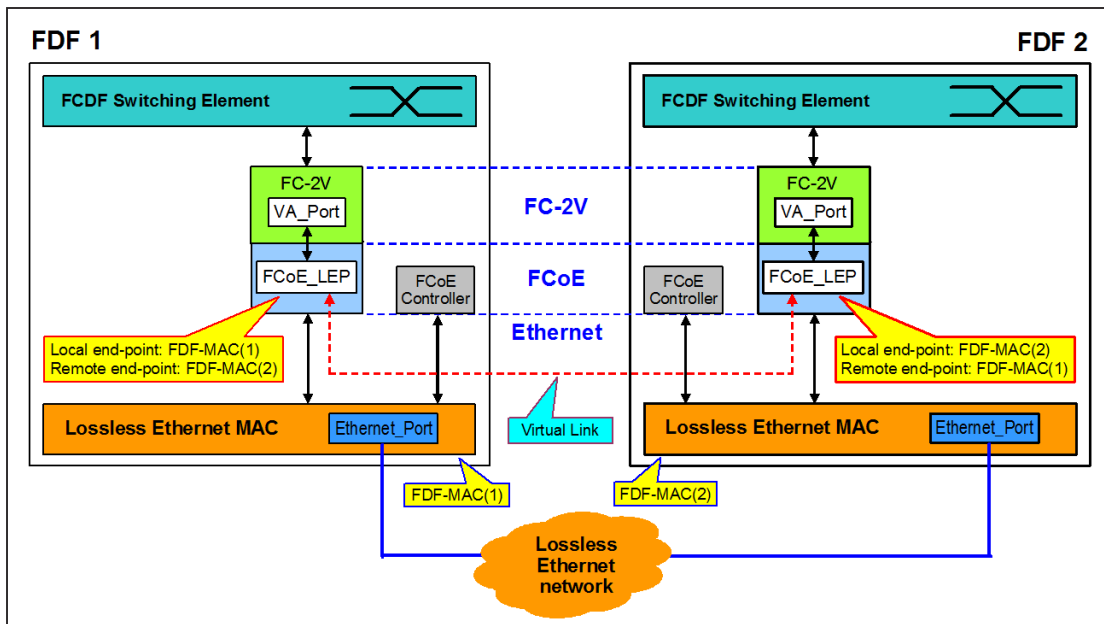 FDF 1
FDF 2
FCDF Switching Element
FCDF Switching Element
FC-2V
VA_Port
FC-2V
FC-2V
VA_Port
FCoE_LEP
FCoE
Controller
FCoE
FCoE
Controller
FCoE_LEP
Ethernet
Local end-point: FDF-MAC(1)
Remote end-point: FDF-MAC(2)
Local end-point: FDF-MAC(2)
Remote end-point: FDF-MAC(1)
Lossless Ethernet MAC
Ethernet_Port
Virtual Link
Lossless Ethernet MAC
Ethernet_Port
FDF-MAC(1)
FDF-MAC(2)
Lossless
Ethernet
network